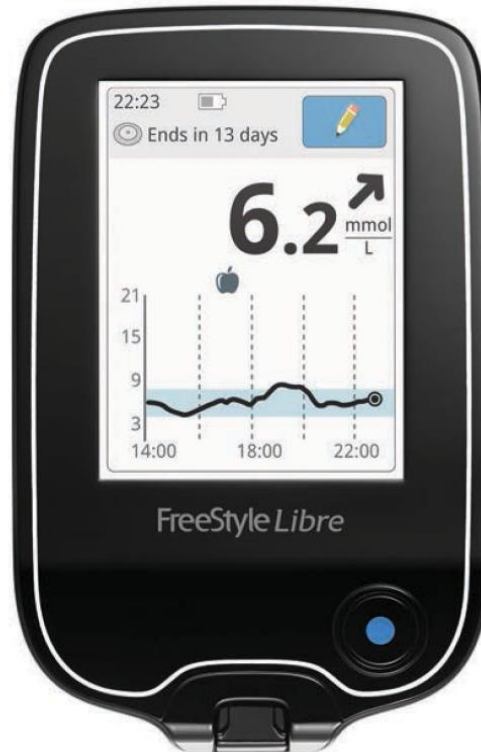 22:23
Ends in 13 days
6.2 mmol
L
21
15
9
3
14:00 18:00 22:00
FreeStyle Libre